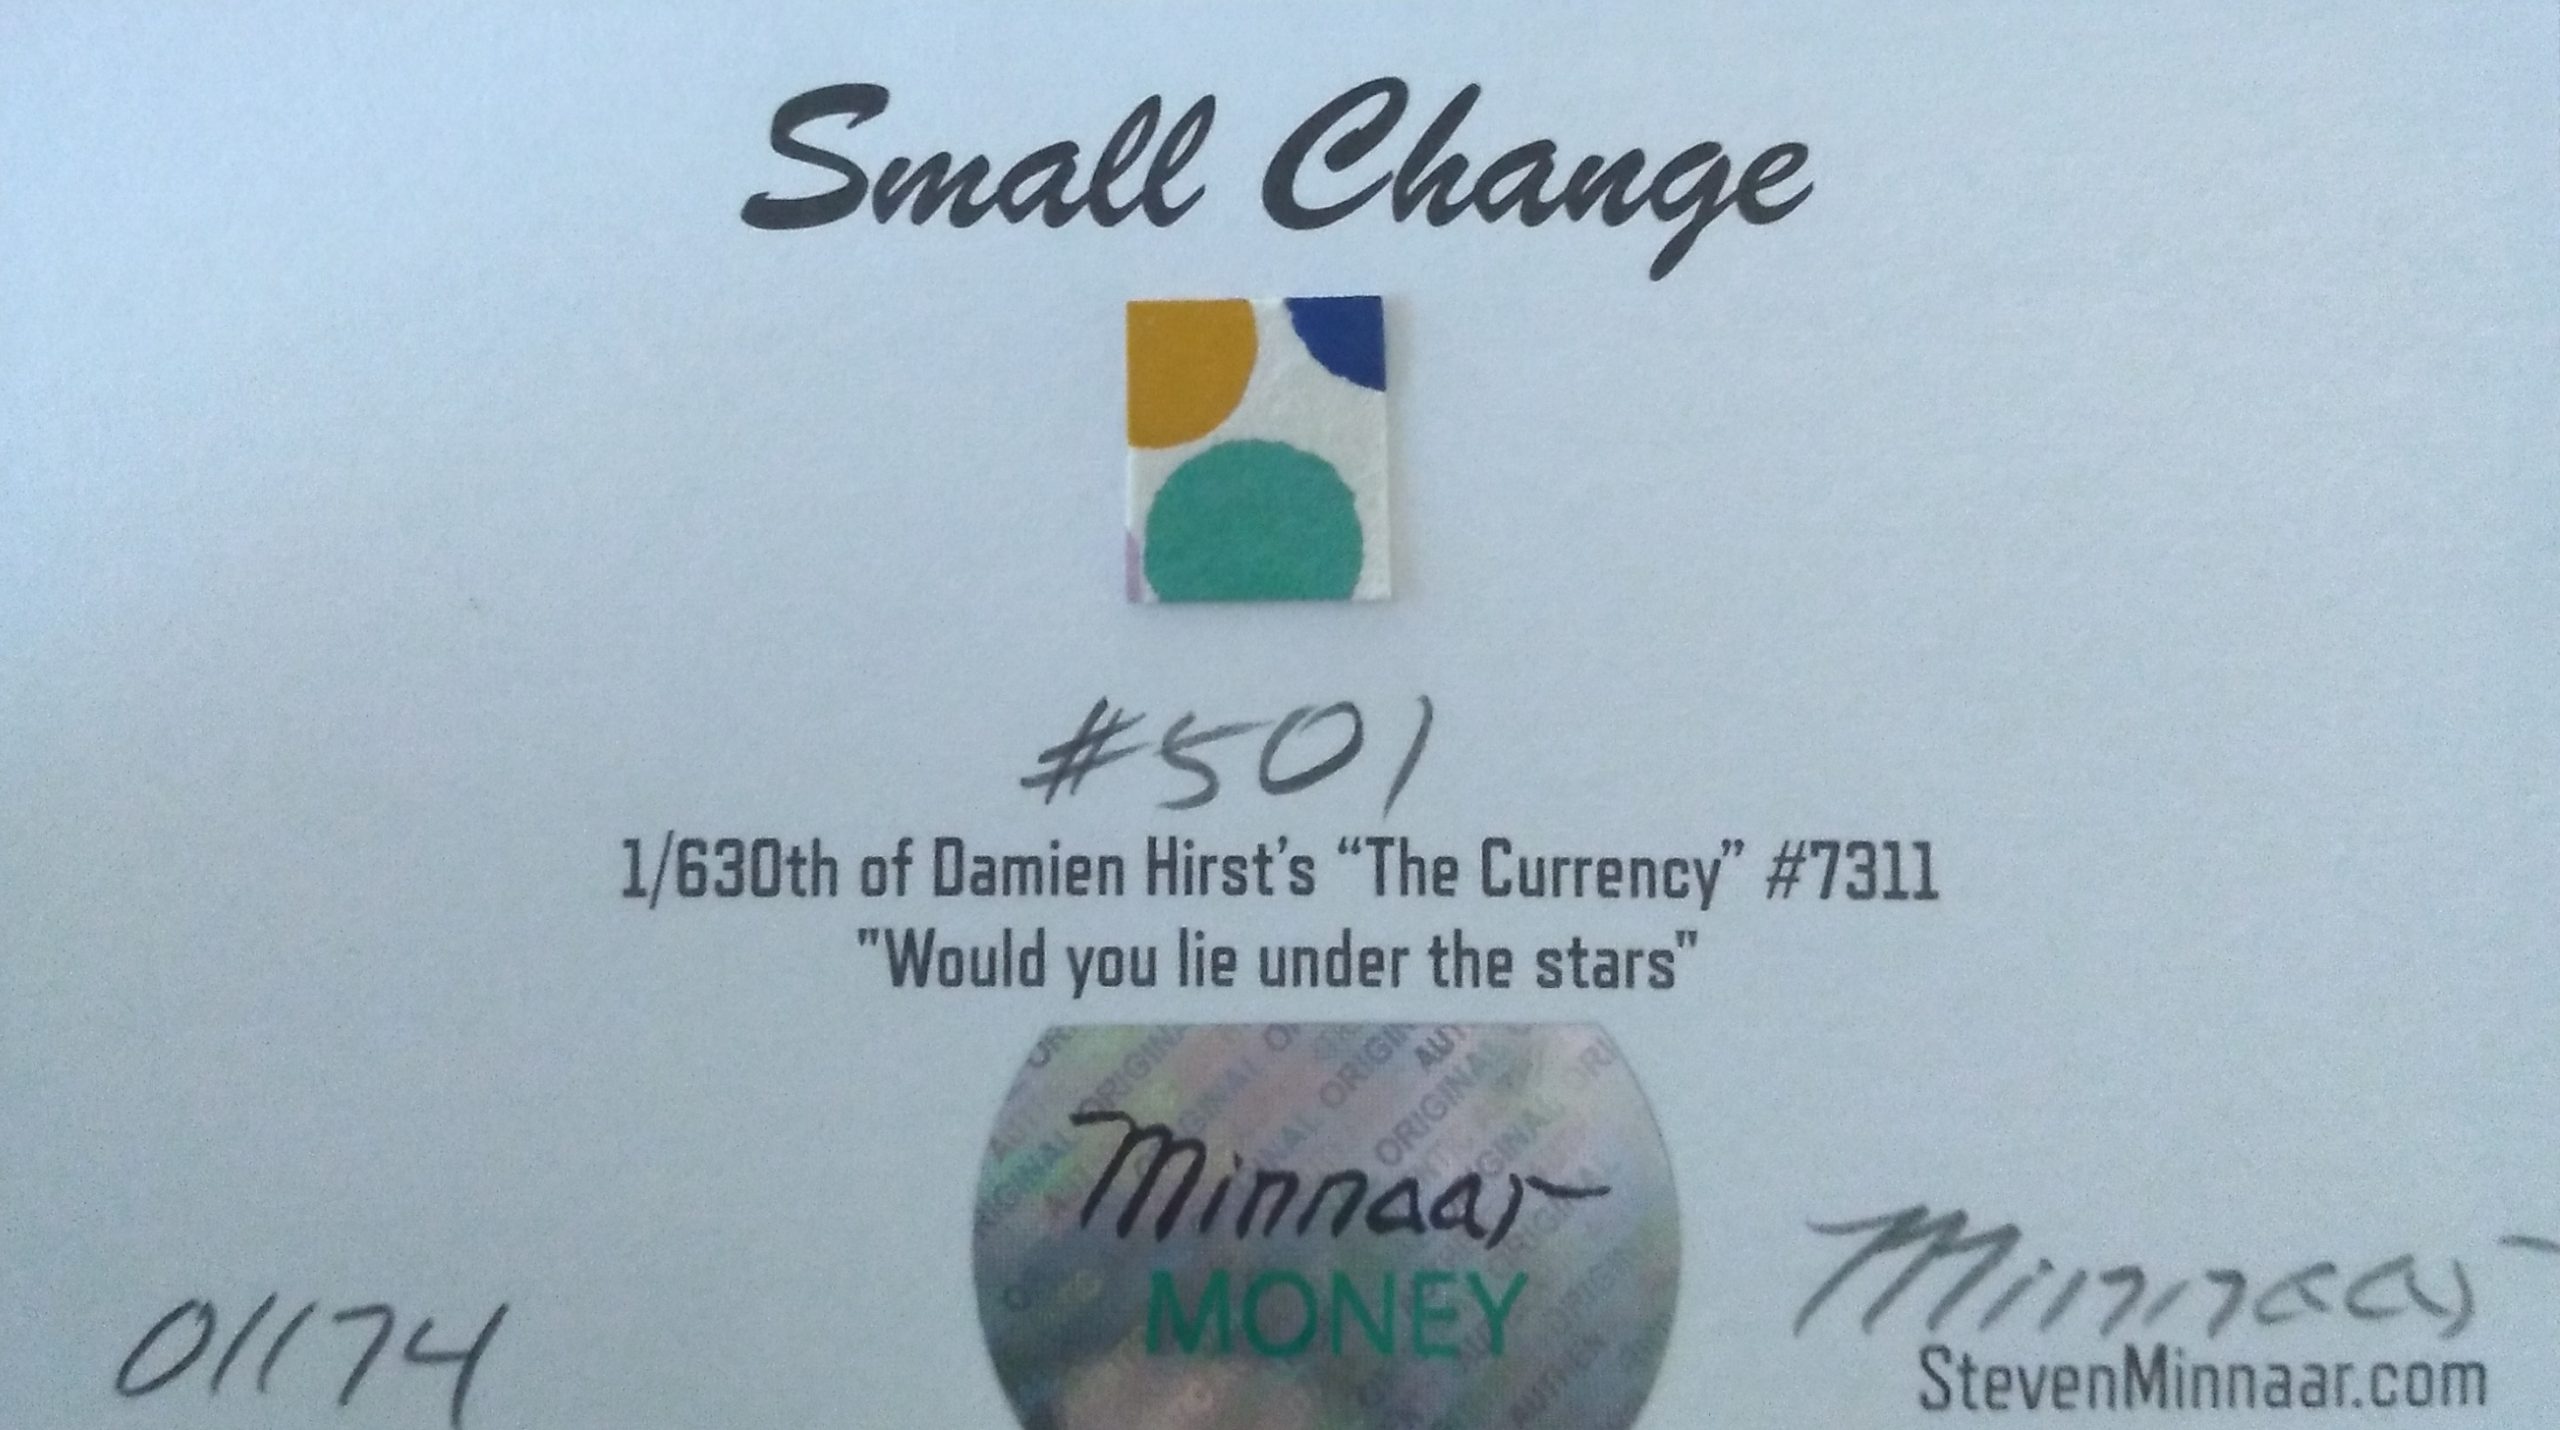 Small Change
#501
1/630th of Damien Hirst's “The Currency” #7311
"Would you lie under the stars"
Minnaar
MONEY
01174
Minnaar
StevenMinnaar.com